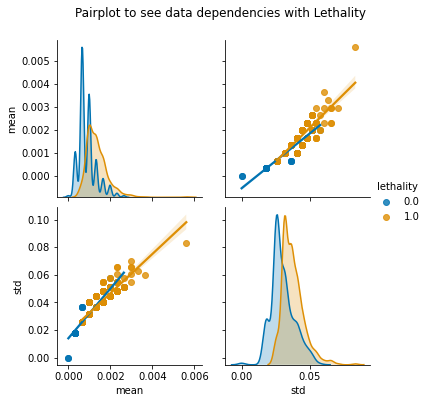 Pairplot to see data dependencies with Lethality
0.005
0.004
0.003
0.002
0.001
0.000
mean
lethality
0.0
1.0
0.10
0.08
0.06
0.04
0.02
0.00
std
0.000 0.002 0.004 0.006
mean
0.00 0.05
std